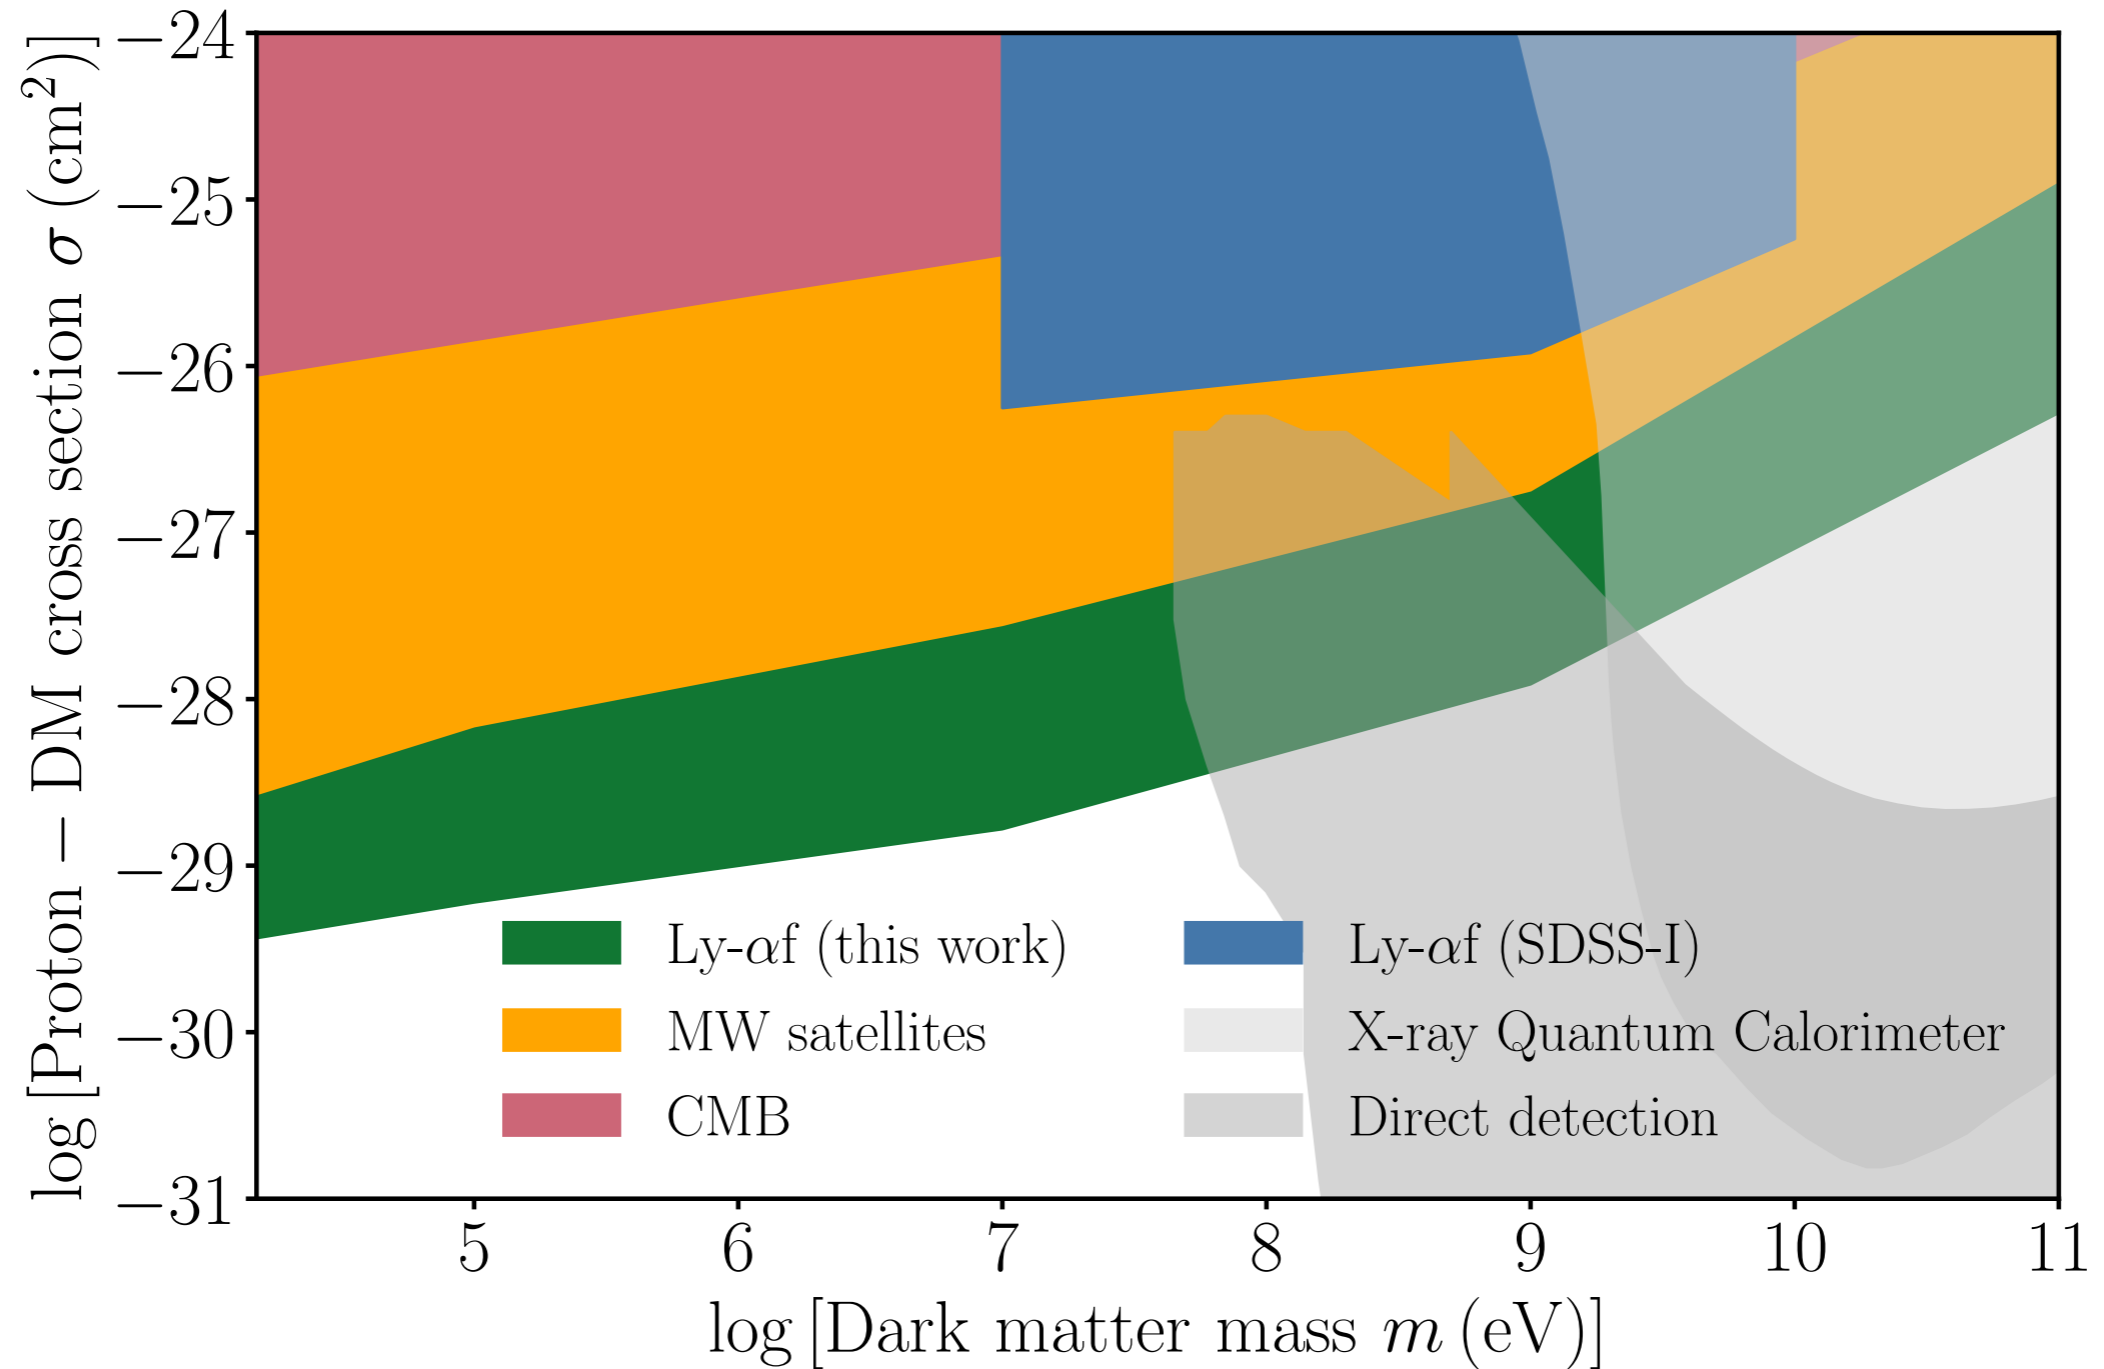 log [Proton − DM cross section σ (cm²)]
−24
−25
−26
−27
−28
−29
−30
−31
Ly-αf (this work)
MW satellites
CMB
Ly-αf (SDSS-I)
X-ray Quantum Calorimeter
Direct detection
5 6 7 8 9 10 11
log [Dark matter mass m (eV)]